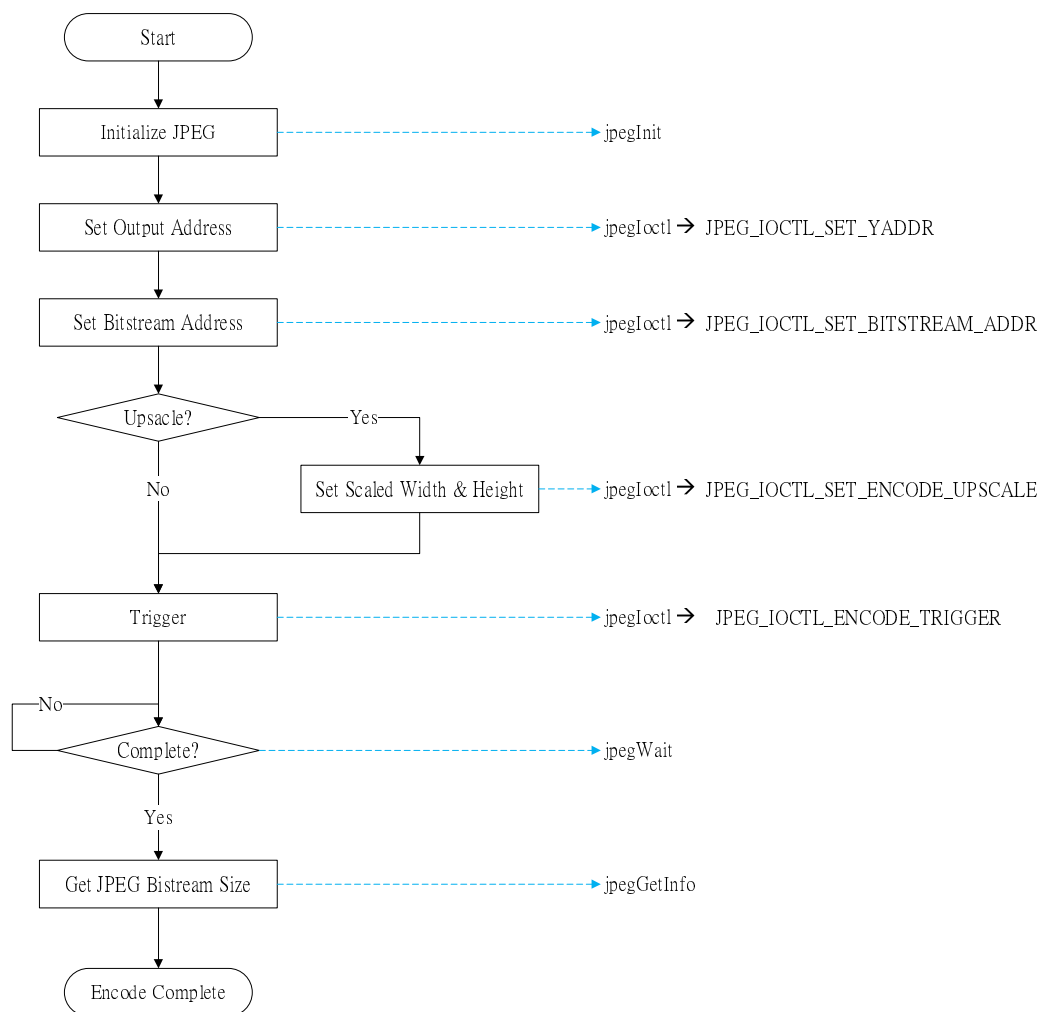 Start
Initialize JPEG
jpegInit
Set Output Address
jpegIoctl → JPEG_IOCTL_SET_YADDR
Set Bitstream Address
jpegIoctl → JPEG_IOCTL_SET_BITSTREAM_ADDR
Upsacle?
Yes
No
Set Scaled Width & Height
jpegIoctl → JPEG_IOCTL_SET_ENCODE_UPSCALE
Trigger
jpegIoctl → JPEG_IOCTL_ENCODE_TRIGGER
No
Complete?
jpegWait
Yes
Get JPEG Bistream Size
jpegGetInfo
Encode Complete